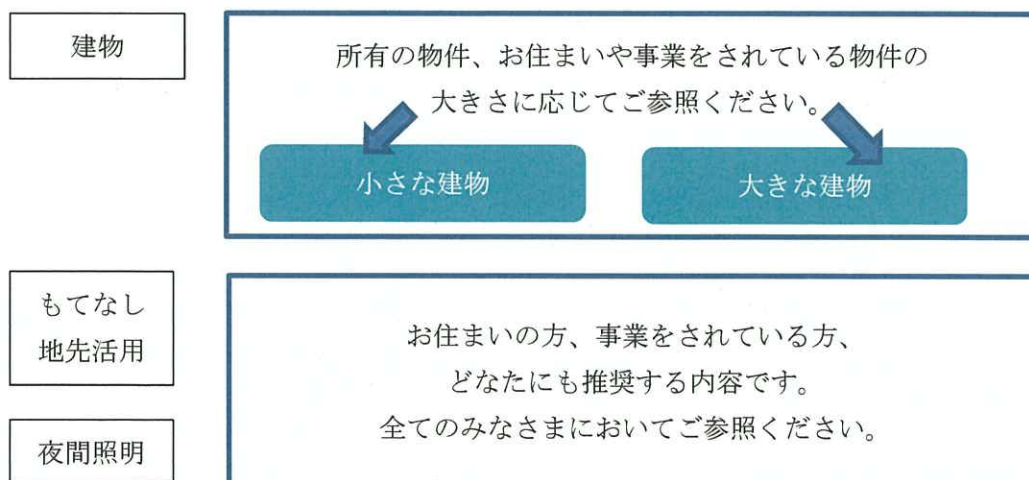 建物
所有の物件、お住まいや事業をされている物件の
大きさに応じてご参照ください。
小さな建物
大きな建物
もてなし
地先活用
お住まいの方、事業をされている方、
どなたにも推奨する内容です。
全てのみなさまにおいてご参照ください。
夜間照明